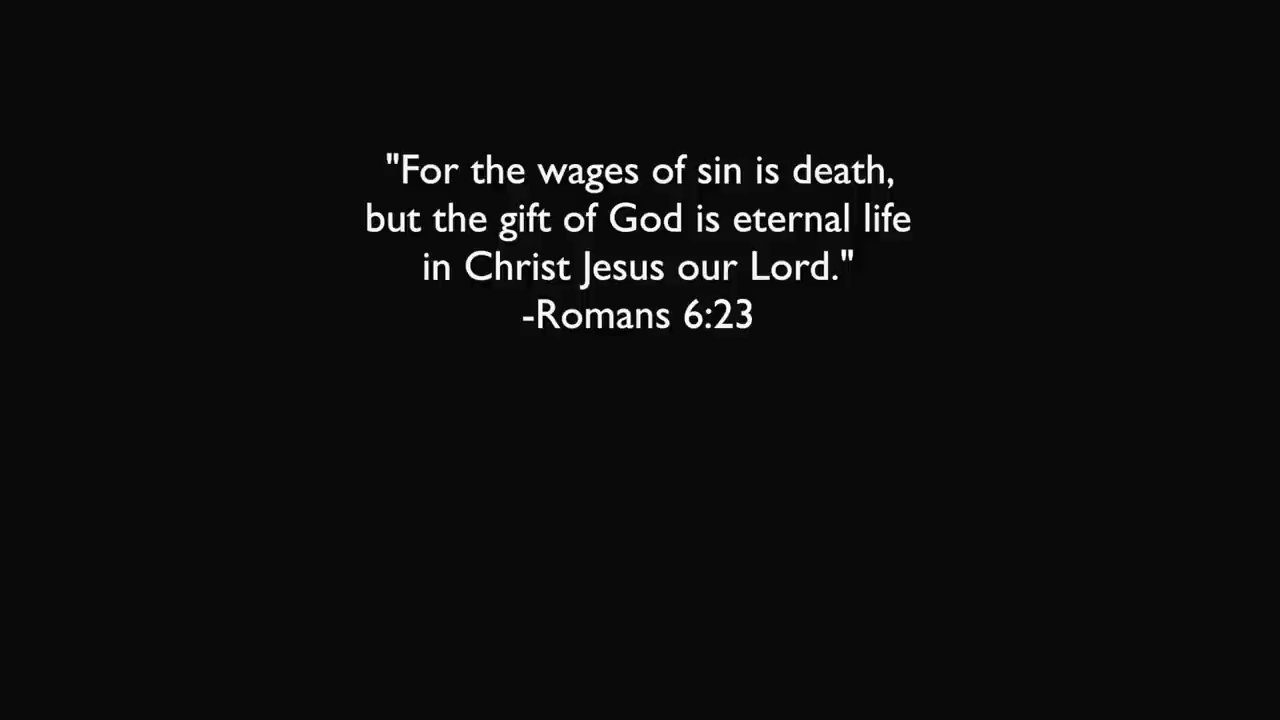 "For the wages of sin is death,
but the gift of God is eternal life
in Christ Jesus our Lord."
-Romans 6:23